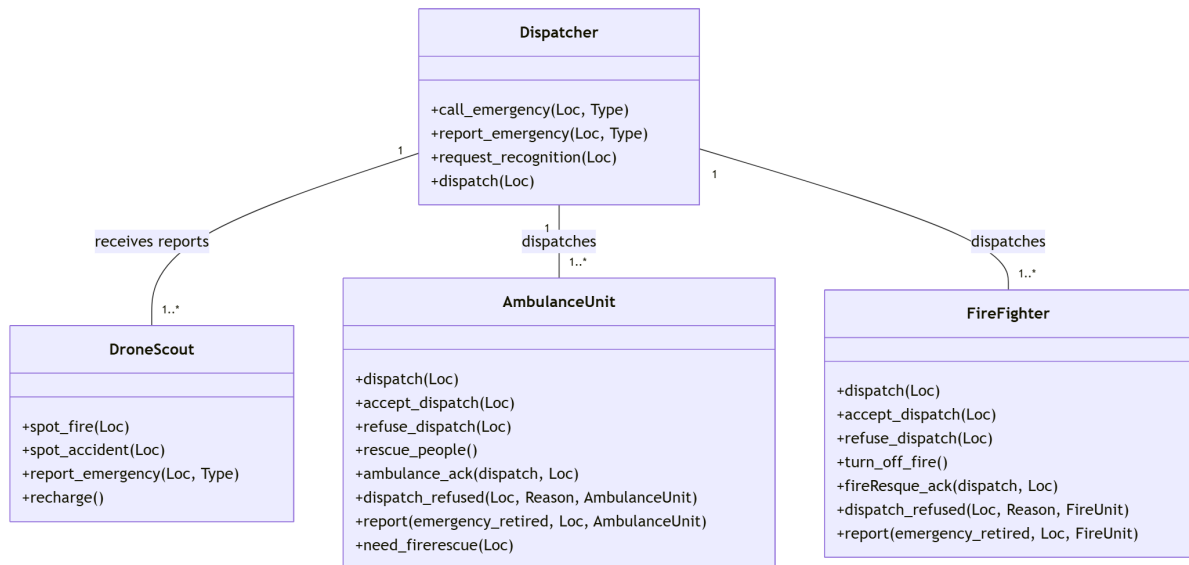 Dispatcher
+call_emergency(Loc, Type)
+report_emergency(Loc, Type)
+request_recognition(Loc)
+dispatch(Loc)
1
1
1
receives reports
dispatches
dispatches
1..*
1..*
1..*
DroneScout
+spot_fire(Loc)
+spot_accident(Loc)
+report_emergency(Loc, Type)
+recharge()
AmbulanceUnit
+dispatch(Loc)
+accept_dispatch(Loc)
+refuse_dispatch(Loc)
+rescue_people()
+ambulance_ack(dispatch, Loc)
+dispatch_refused(Loc, Reason, AmbulanceUnit)
+report(emergency_retired, Loc, AmbulanceUnit)
+need_firerescue(Loc)
FireFighter
+dispatch(Loc)
+accept_dispatch(Loc)
+refuse_dispatch(Loc)
+turn_off_fire()
+fireResque_ack(dispatch, Loc)
+dispatch_refused(Loc, Reason, FireUnit)
+report(emergency_retired, Loc, FireUnit)